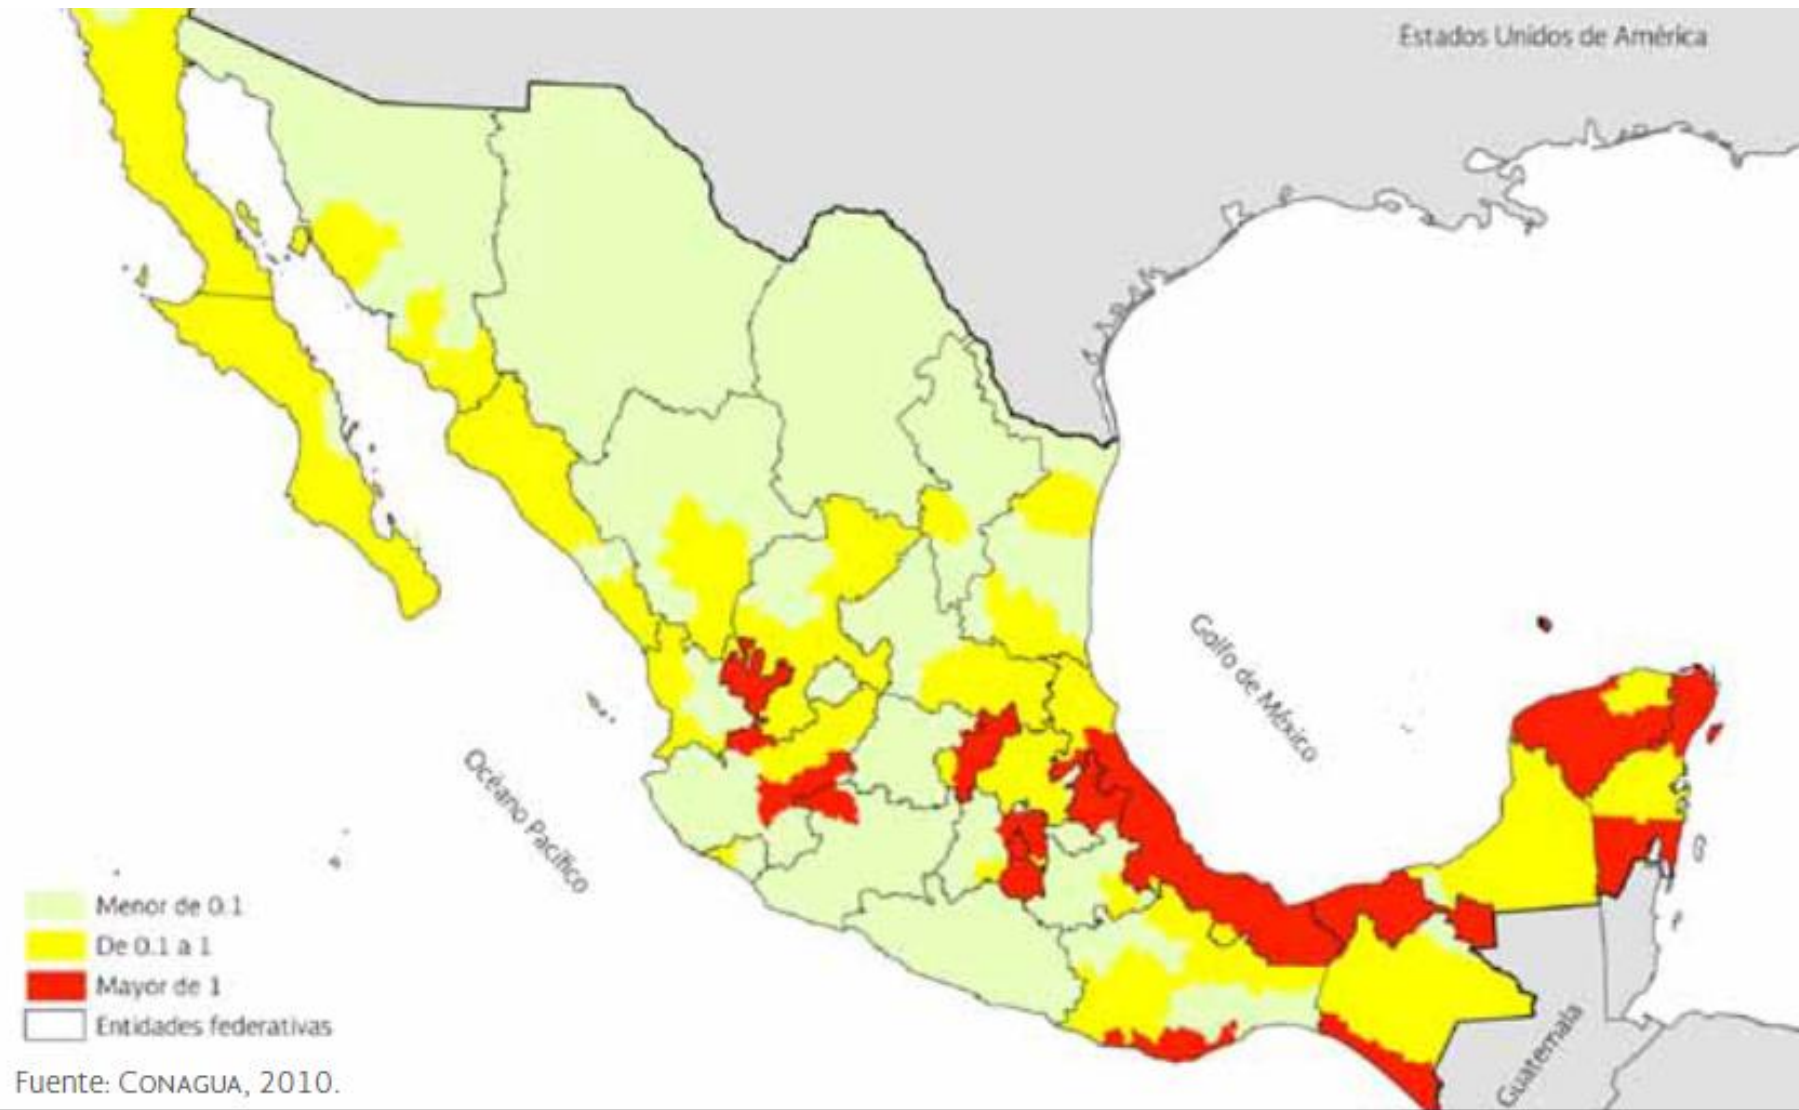 Estados Unidos de América
Golfo de México
Océano Pacífico
Menor de 0.1
De 0.1 a 1
Mayor de 1
Entidades federativas
Guatemala
Fuente: CONAGUA, 2010.